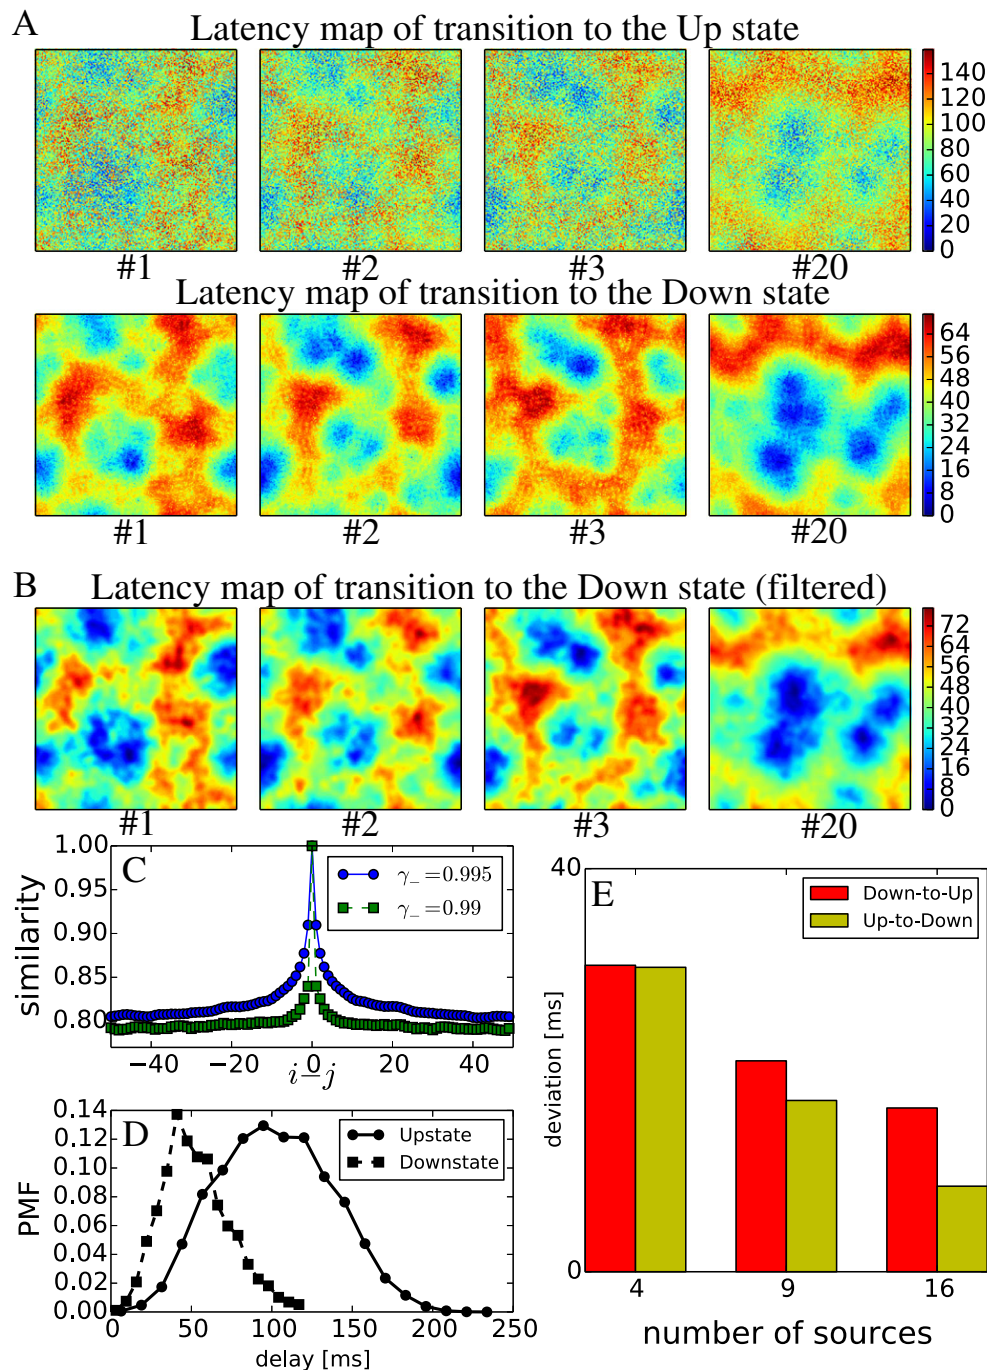 A
Latency map of transition to the Up state
140
120
100
80
60
40
20
0
#1 #2 #3 #20
Latency map of transition to the Down state
64
56
48
40
32
24
16
8
0
#1 #2 #3 #20
B
Latency map of transition to the Down state (filtered)
72
64
56
48
40
32
24
16
8
0
#1 #2 #3 #20
C
similarity
1.00
0.95
0.90
0.85
0.80
γ₋=0.995
γ₋=0.99
−40 −20 0 20 40
i−j
D
PMF
0.14
0.12
0.10
0.08
0.06
0.04
0.02
0.00
Upstate
Downstate
0 50 100 150 200 250
delay [ms]
E
deviation [ms]
40
0
Down-to-Up
Up-to-Down
4 9 16
number of sources